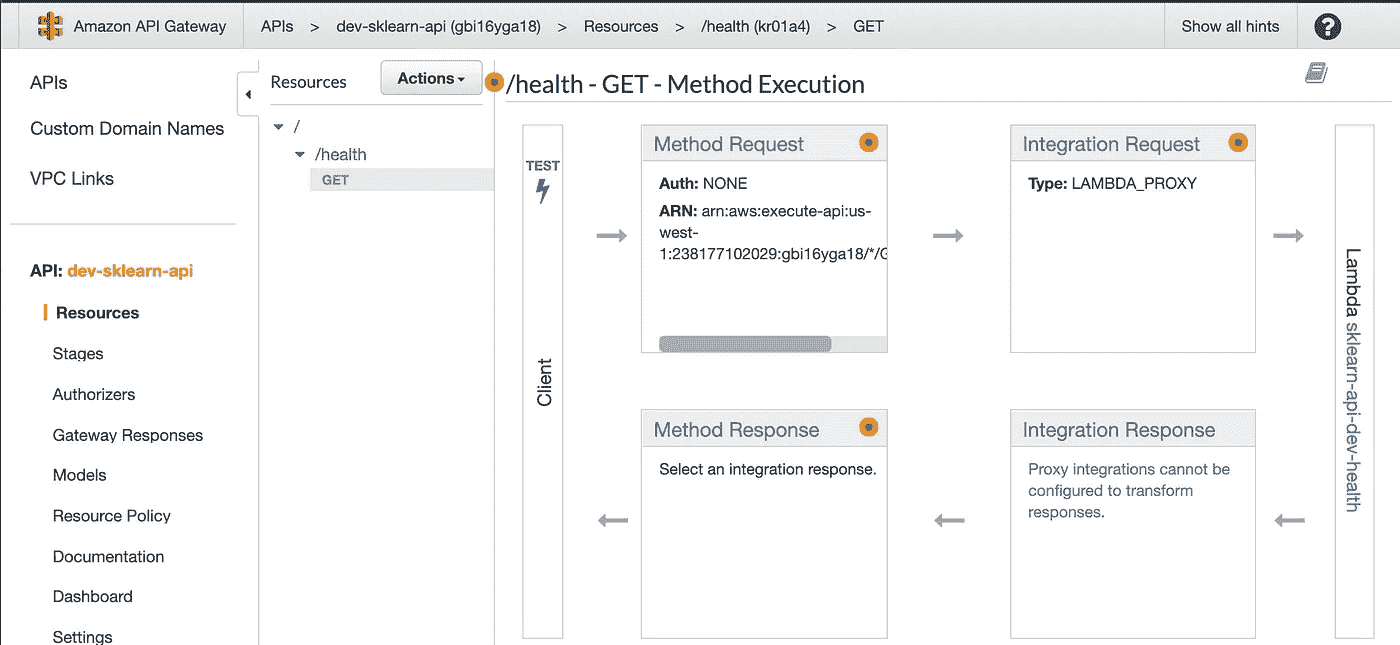 Amazon API Gateway
APIs > dev-sklearn-api (gbi16yga18) > Resources > /health (kr01a4) > GET
Show all hints
?
APIs
Custom Domain Names
VPC Links
API: dev-sklearn-api
Resources
Stages
Authorizers
Gateway Responses
Models
Resource Policy
Documentation
Dashboard
Settings
Resources
Actions
/
/health
GET
/health - GET - Method Execution
TEST
Client
Method Request
Auth: NONE
ARN: arn:aws:execute-api:us-
west-
1:238177102029:gbi16yga18/*/G
Integration Request
Type: LAMBDA_PROXY
Lambda sklearn-api-dev-health
Method Response
Select an integration response.
Integration Response
Proxy integrations cannot be
configured to transform
responses.